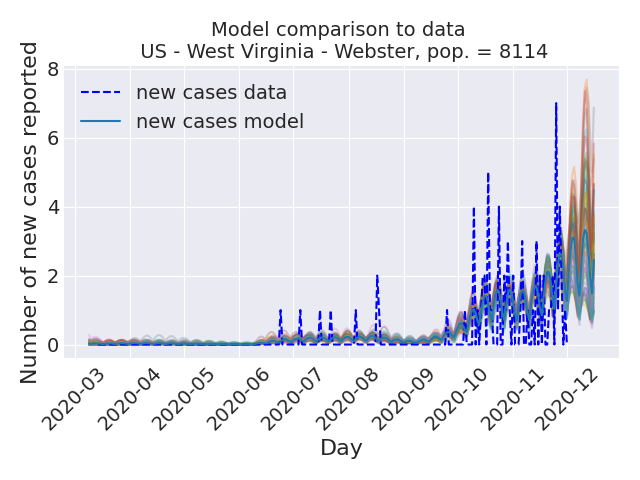 Model comparison to data
US - West Virginia - Webster, pop. = 8114
Number of new cases reported
8
6
4
2
0
new cases data
new cases model
2020-03
2020-04
2020-05
2020-06
2020-07
2020-08
2020-09
2020-10
2020-11
2020-12
Day